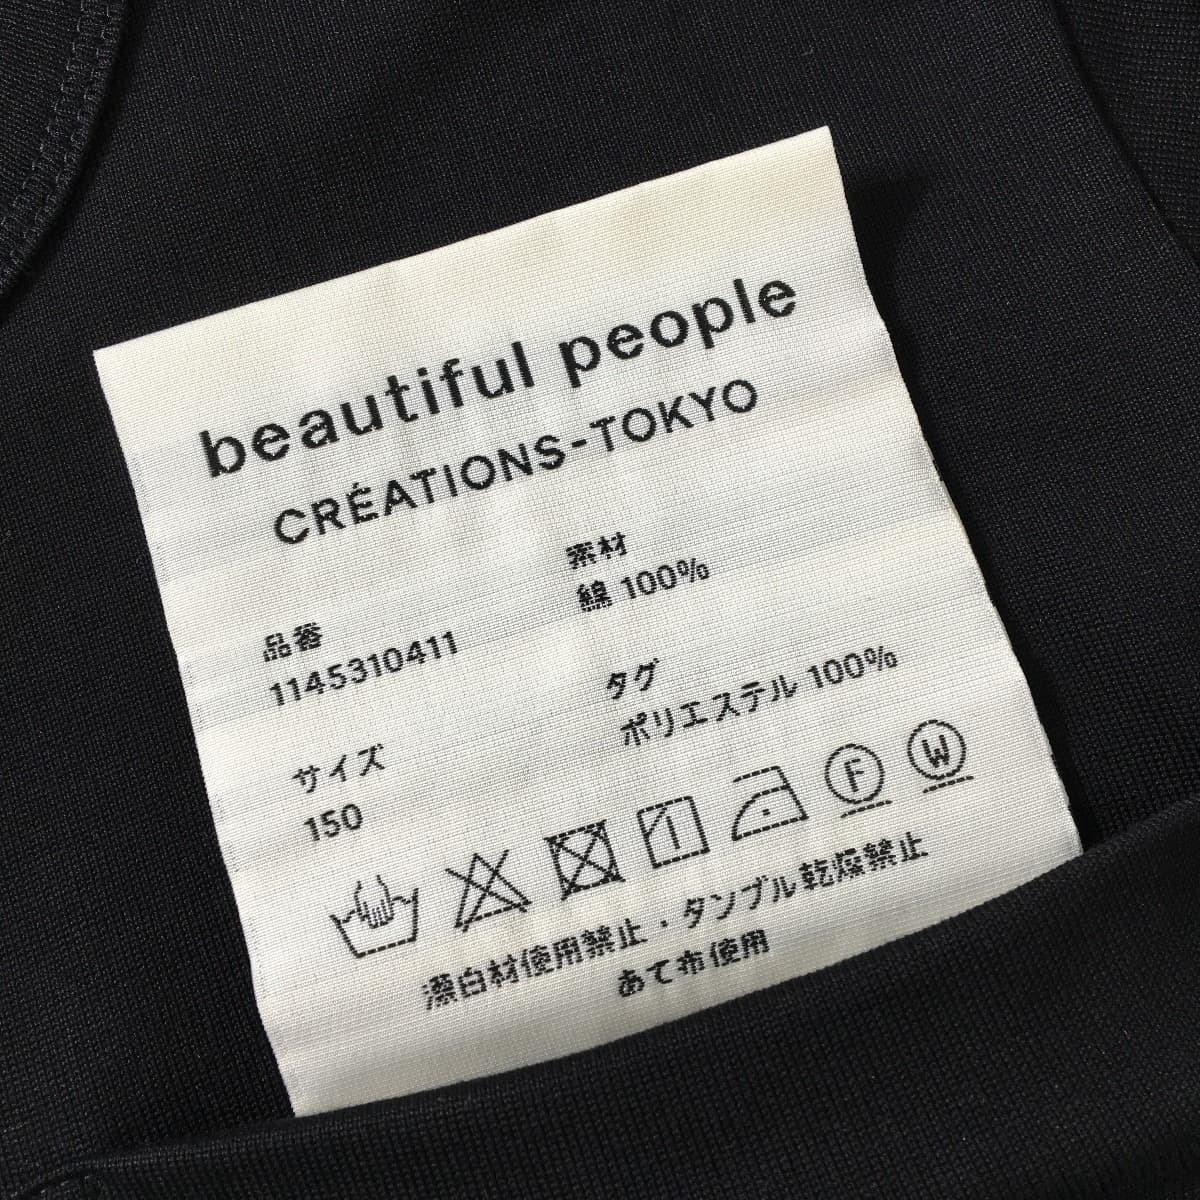 beautiful people
CRÉATIONS-TOKYO
品番
1145310411
サイズ
150
素材
綿 100%
タグ
ポリエステル 100%
1
F
W
漂白材使用禁止・タンブル乾燥禁止
あて布使用